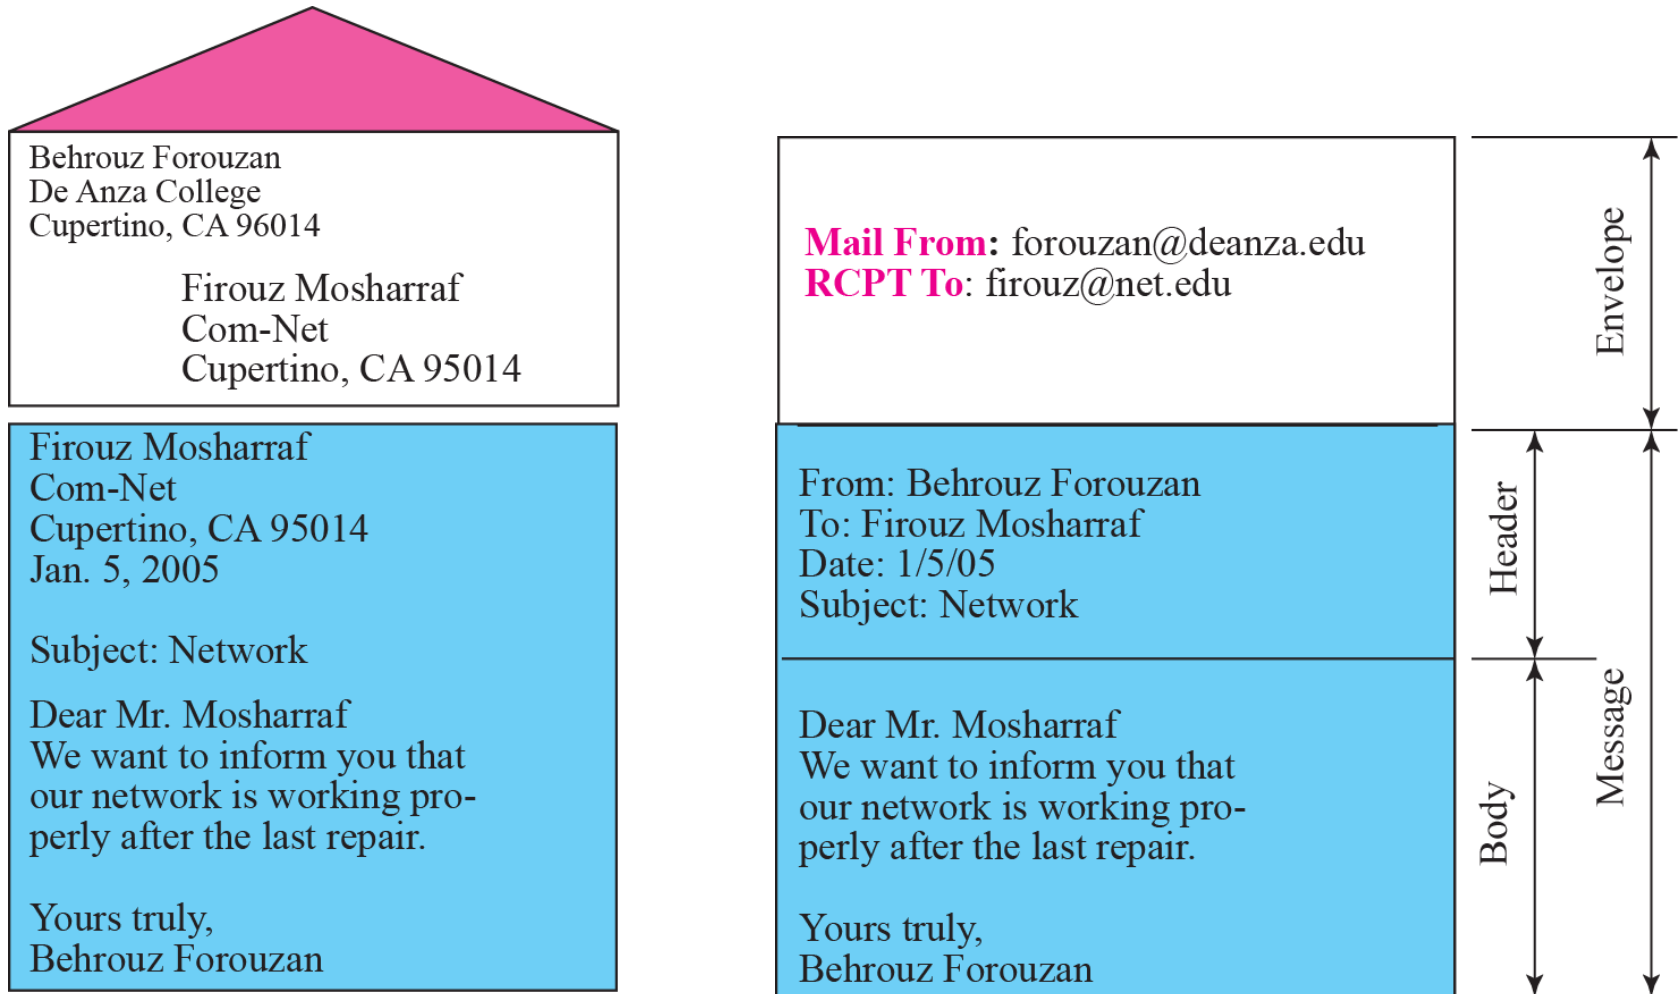 Behrouz Forouzan
De Anza College
Cupertino, CA 96014
Firouz Mosharraf
Com-Net
Cupertino, CA 95014
Firouz Mosharraf
Com-Net
Cupertino, CA 95014
Jan. 5, 2005
Subject: Network
Dear Mr. Mosharraf
We want to inform you that
our network is working pro-
perly after the last repair.
Yours truly,
Behrouz Forouzan
Mail From: forouzan@deanza.edu
RCPT To: firouz@net.edu
From: Behrouz Forouzan
To: Firouz Mosharraf
Date: 1/5/05
Subject: Network
Dear Mr. Mosharraf
We want to inform you that
our network is working pro-
perly after the last repair.
Yours truly,
Behrouz Forouzan
Envelope
Header
Body
Message